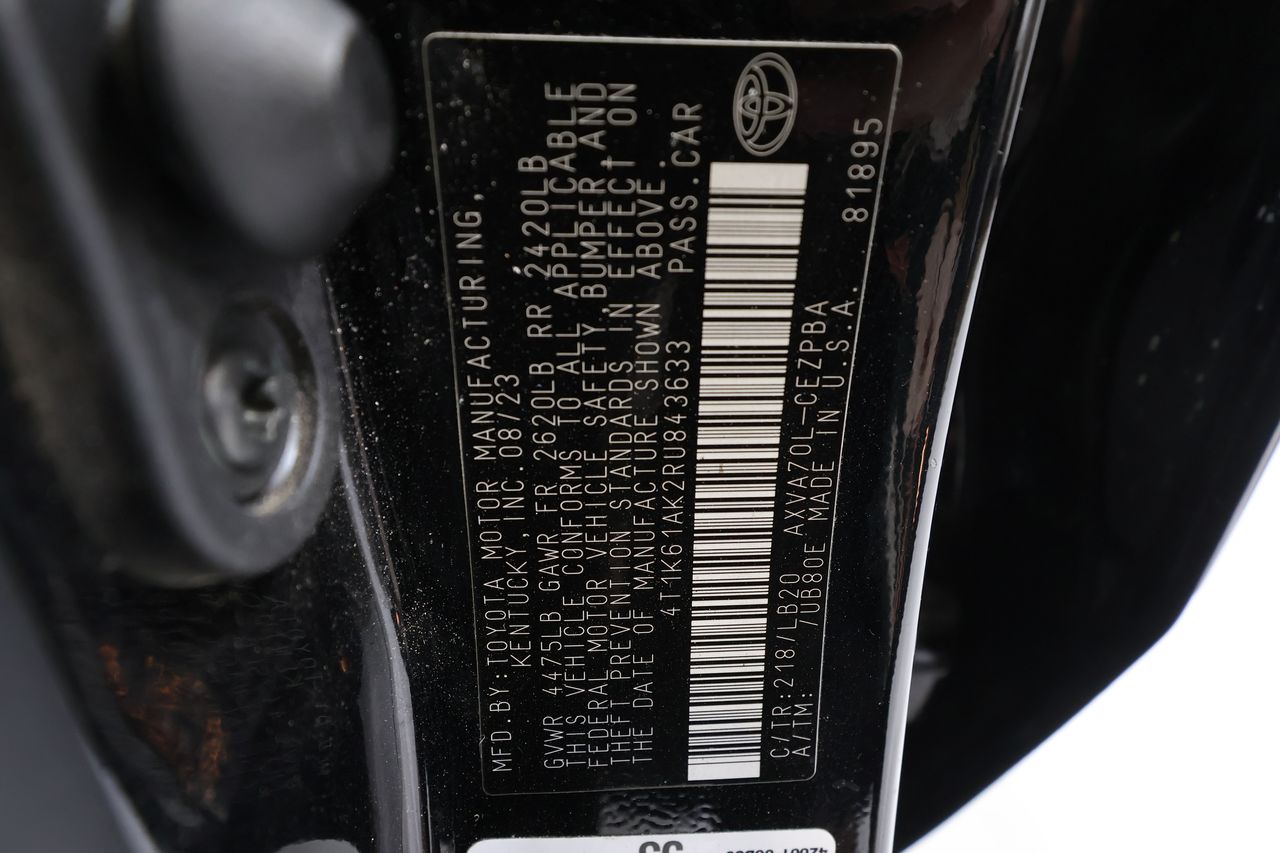 MFD.BY:TOYOTA MOTOR MANUFACTURING,
KENTUCKY,INC.08/23
GVWR 4475LB GAWR FR 2620LB RR 2420LB
THIS VEHICLE CONFORMS TO ALL APPLICABLE
FEDERAL MOTOR VEHICLE SAFETY,BUMPER,AND
THEFT PREVENTION STANDARDS IN EFFECT ON
THE DATE OF MANUFACTURE SHOWN ABOVE.
4T1K61AK2RU843633 PASS.CAR
C/TR:218/LB20 AXVA70L-CEZPBA
A/TM: /UB80E MADE IN U.S.A. 81895